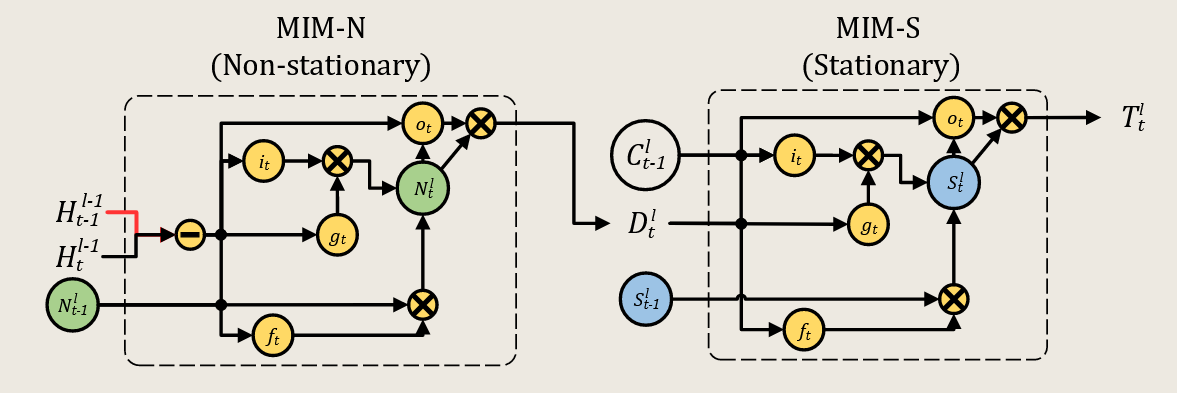 MIM-N
(Non-stationary)
MIM-S
(Stationary)
o_t
i_t
N_t^l
g_t
H_{t-1}^{l-1}
H_t^{l-1}
N_{t-1}^l
f_t
D_t^l
C_{t-1}^l
S_{t-1}^l
o_t
i_t
S_t^l
g_t
f_t
T_t^l